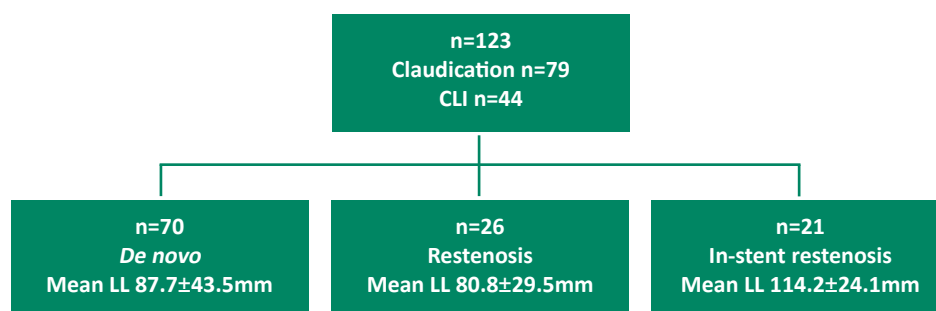 n=123
Claudication n=79
CLI n=44
n=70
De novo
Mean LL 87.7±43.5mm
n=26
Restenosis
Mean LL 80.8±29.5mm
n=21
In-stent restenosis
Mean LL 114.2±24.1mm